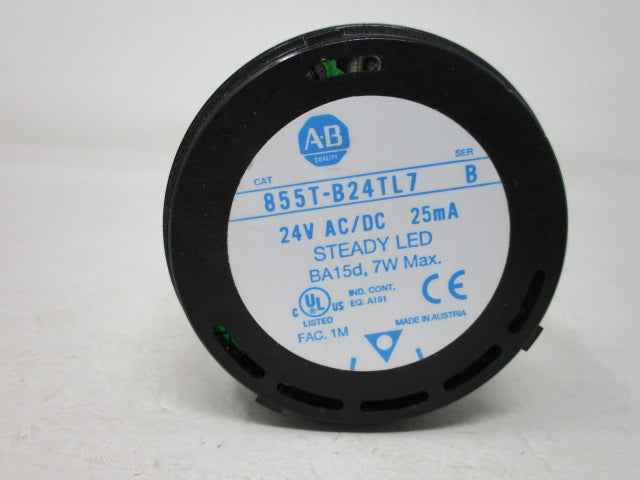 A-B
QUALITY
CAT SER
855T-B24TL7 B
24V AC/DC 25mA
STEADY LED
BA15d, 7W Max.
C UL US IND. CONT. CE
LISTED EQ. A191
FAC. 1M MADE IN AUSTRIA